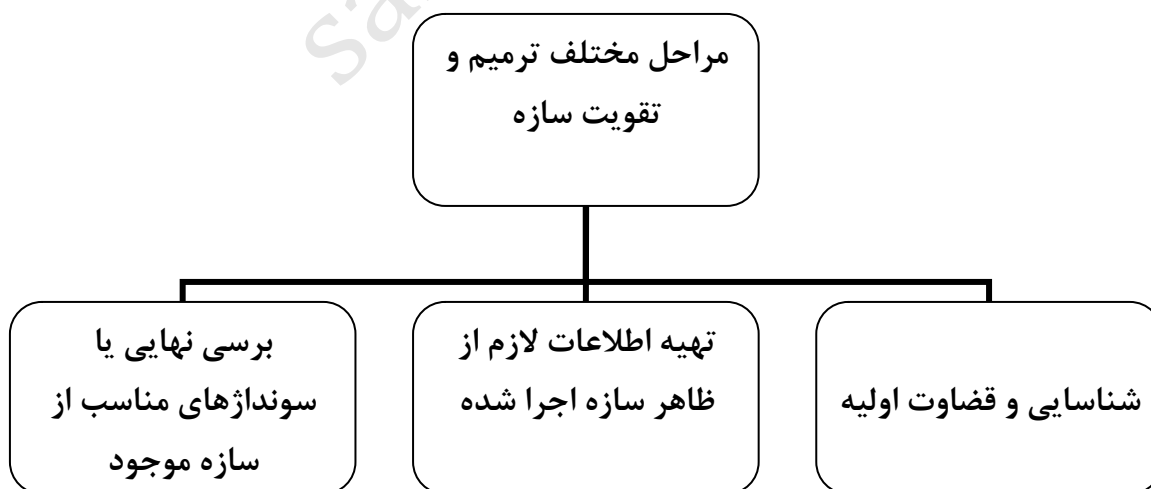 مراحل مختلف ترمیم و
تقویت سازه
شناسایی و قضاوت اولیه
تهیه اطلاعات لازم از
ظاهر سازه اجرا شده
برسی نهایی یا
سونداژهای مناسب از
سازه موجود